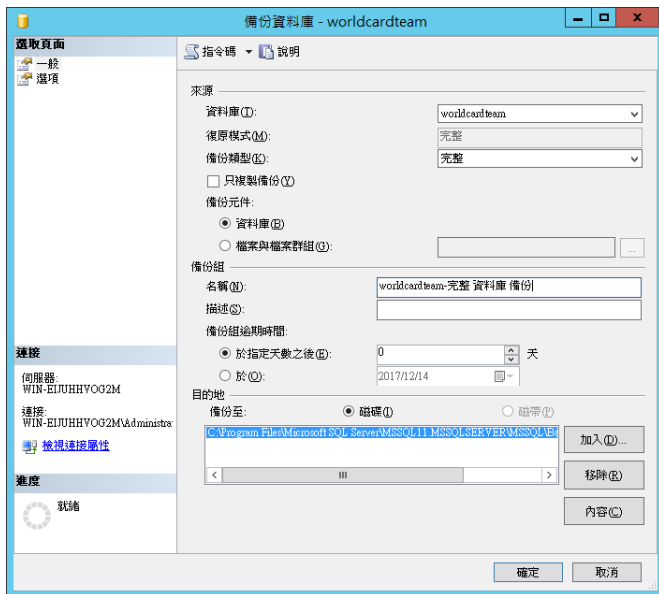 備份資料庫 - worldcardteam
選取頁面
一般
選項
指令碼 說明
來源
資料庫(T): worldcardteam
復原模式(M): 完整
備份類型(K): 完整
只複製備份(Y)
備份元件:
資料庫(B)
檔案與檔案群組(G): ...
備份組
名稱(N): worldcardteam-完整 資料庫 備份
描述(S):
備份組逾期時間:
於指定天數之後(E): 0 天
於(O): 2017/12/14
目的地
備份至: 磁碟(I) 磁帶(P)
C:\Program Files\Microsoft SQL Server\MSSQL11.MSSQLSERVER\MSSQL\Ba
加入(D)...
移除(R)
內容(C)
連接
伺服器:
WIN-EIJUHHVOG2M
連接:
WIN-EIJUHHVOG2M\Administra
檢視連接屬性
進度
就緒
確定 取消